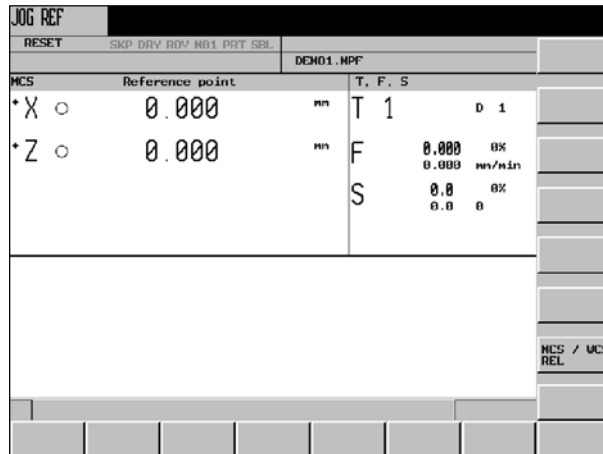 JOG REF
RESET SKP DRY ROV M01 PRT SBL
DEMO1.MPF
MCS Reference point T, F, S
+X 0.000 mm T 1 D 1
+Z 0.000 mm F 0.000 0%
0.000 mm/min
S 0.0 0%
0.0 0
MCS / WCS
REL